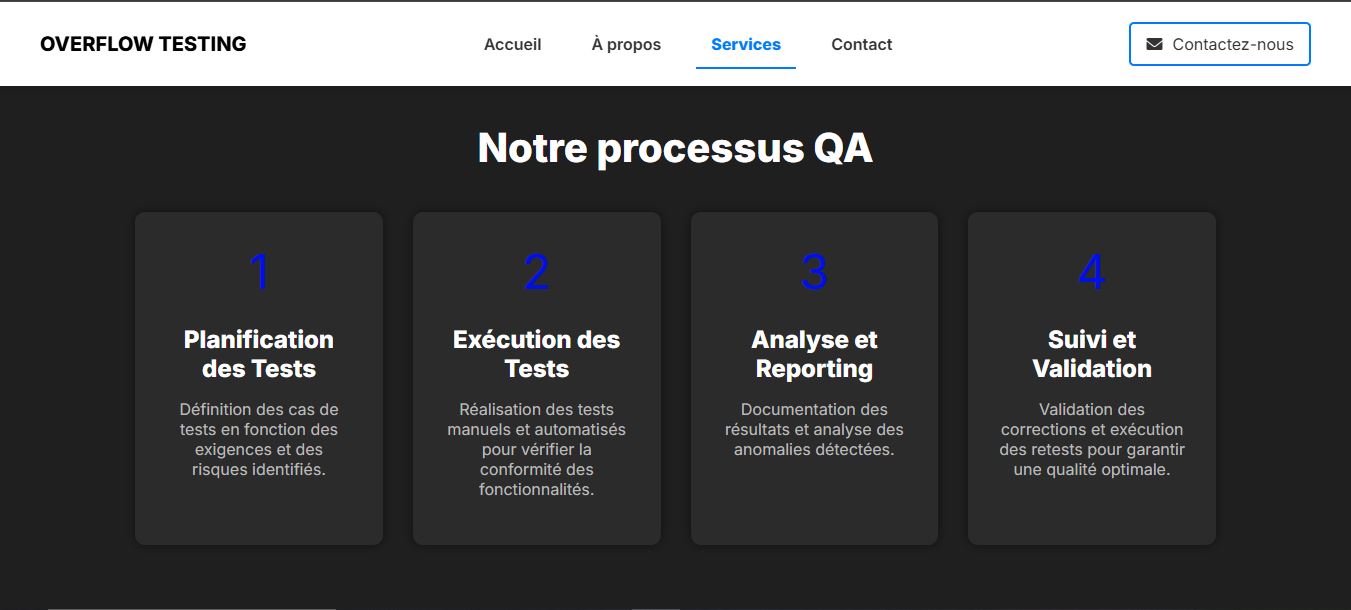 OVERFLOW TESTING
Accueil
À propos
Services
Contact
Contactez-nous
Notre processus QA
1
Planification
des Tests
Définition des cas de
tests en fonction des
exigences et des
risques identifiés.
2
Exécution des
Tests
Réalisation des tests
manuels et automatisés
pour vérifier la
conformité des
fonctionnalités.
3
Analyse et
Reporting
Documentation des
résultats et analyse des
anomalies détectées.
4
Suivi et
Validation
Validation des
corrections et exécution
des retests pour garantir
une qualité optimale.